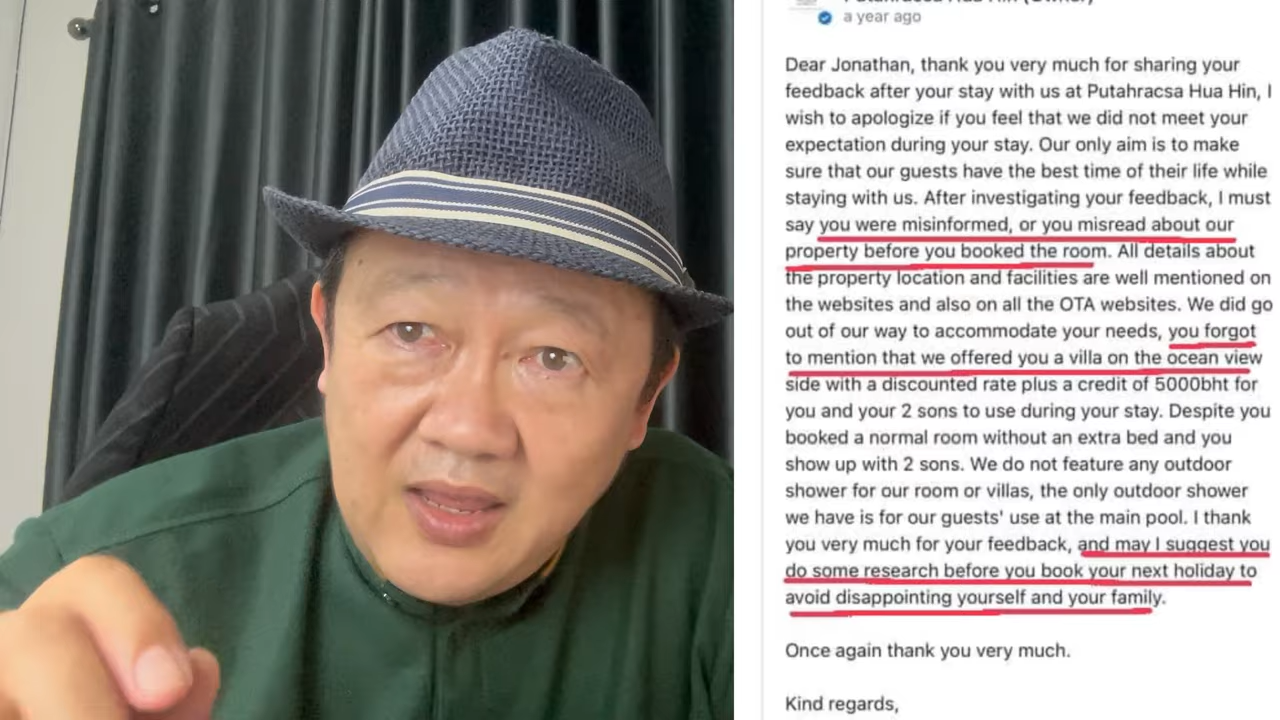 a year ago
Dear Jonathan, thank you very much for sharing your
feedback after your stay with us at Putahracsa Hua Hin, I
wish to apologize if you feel that we did not meet your
expectation during your stay. Our only aim is to make
sure that our guests have the best time of their life while
staying with us. After investigating your feedback, I must
say you were misinformed, or you misread about our
property before you booked the room. All details about
the property location and facilities are well mentioned on
the websites and also on all the OTA websites. We did go
out of our way to accommodate your needs, you forgot
to mention that we offered you a villa on the ocean view
side with a discounted rate plus a credit of 5000bht for
you and your 2 sons to use during your stay. Despite you
booked a normal room without an extra bed and you
show up with 2 sons. We do not feature any outdoor
shower for our room or villas, the only outdoor shower
we have is for our guests' use at the main pool. I thank
you very much for your feedback, and may I suggest you
do some research before you book your next holiday to
avoid disappointing yourself and your family.
Once again thank you very much.
Kind regards,